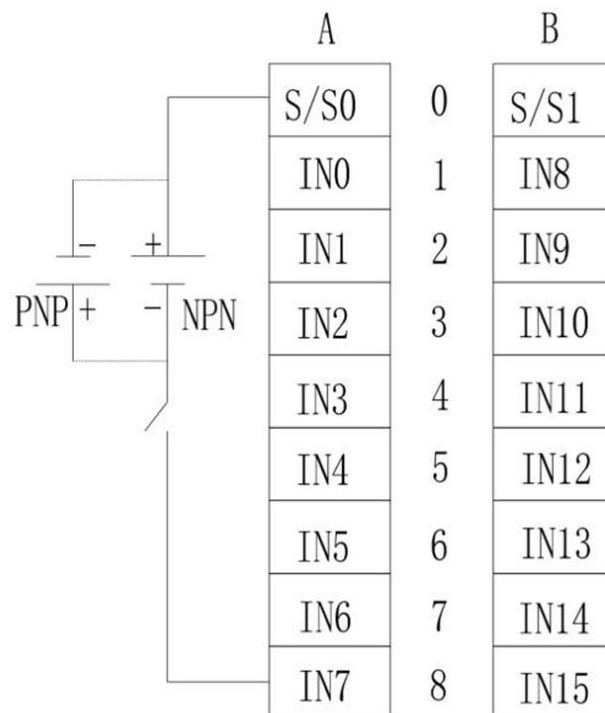 A B
S/S0 0 S/S1
IN0 1 IN8
IN1 2 IN9
- +
PNP + - NPN IN2 3 IN10
IN3 4 IN11
IN4 5 IN12
IN5 6 IN13
IN6 7 IN14
IN7 8 IN15